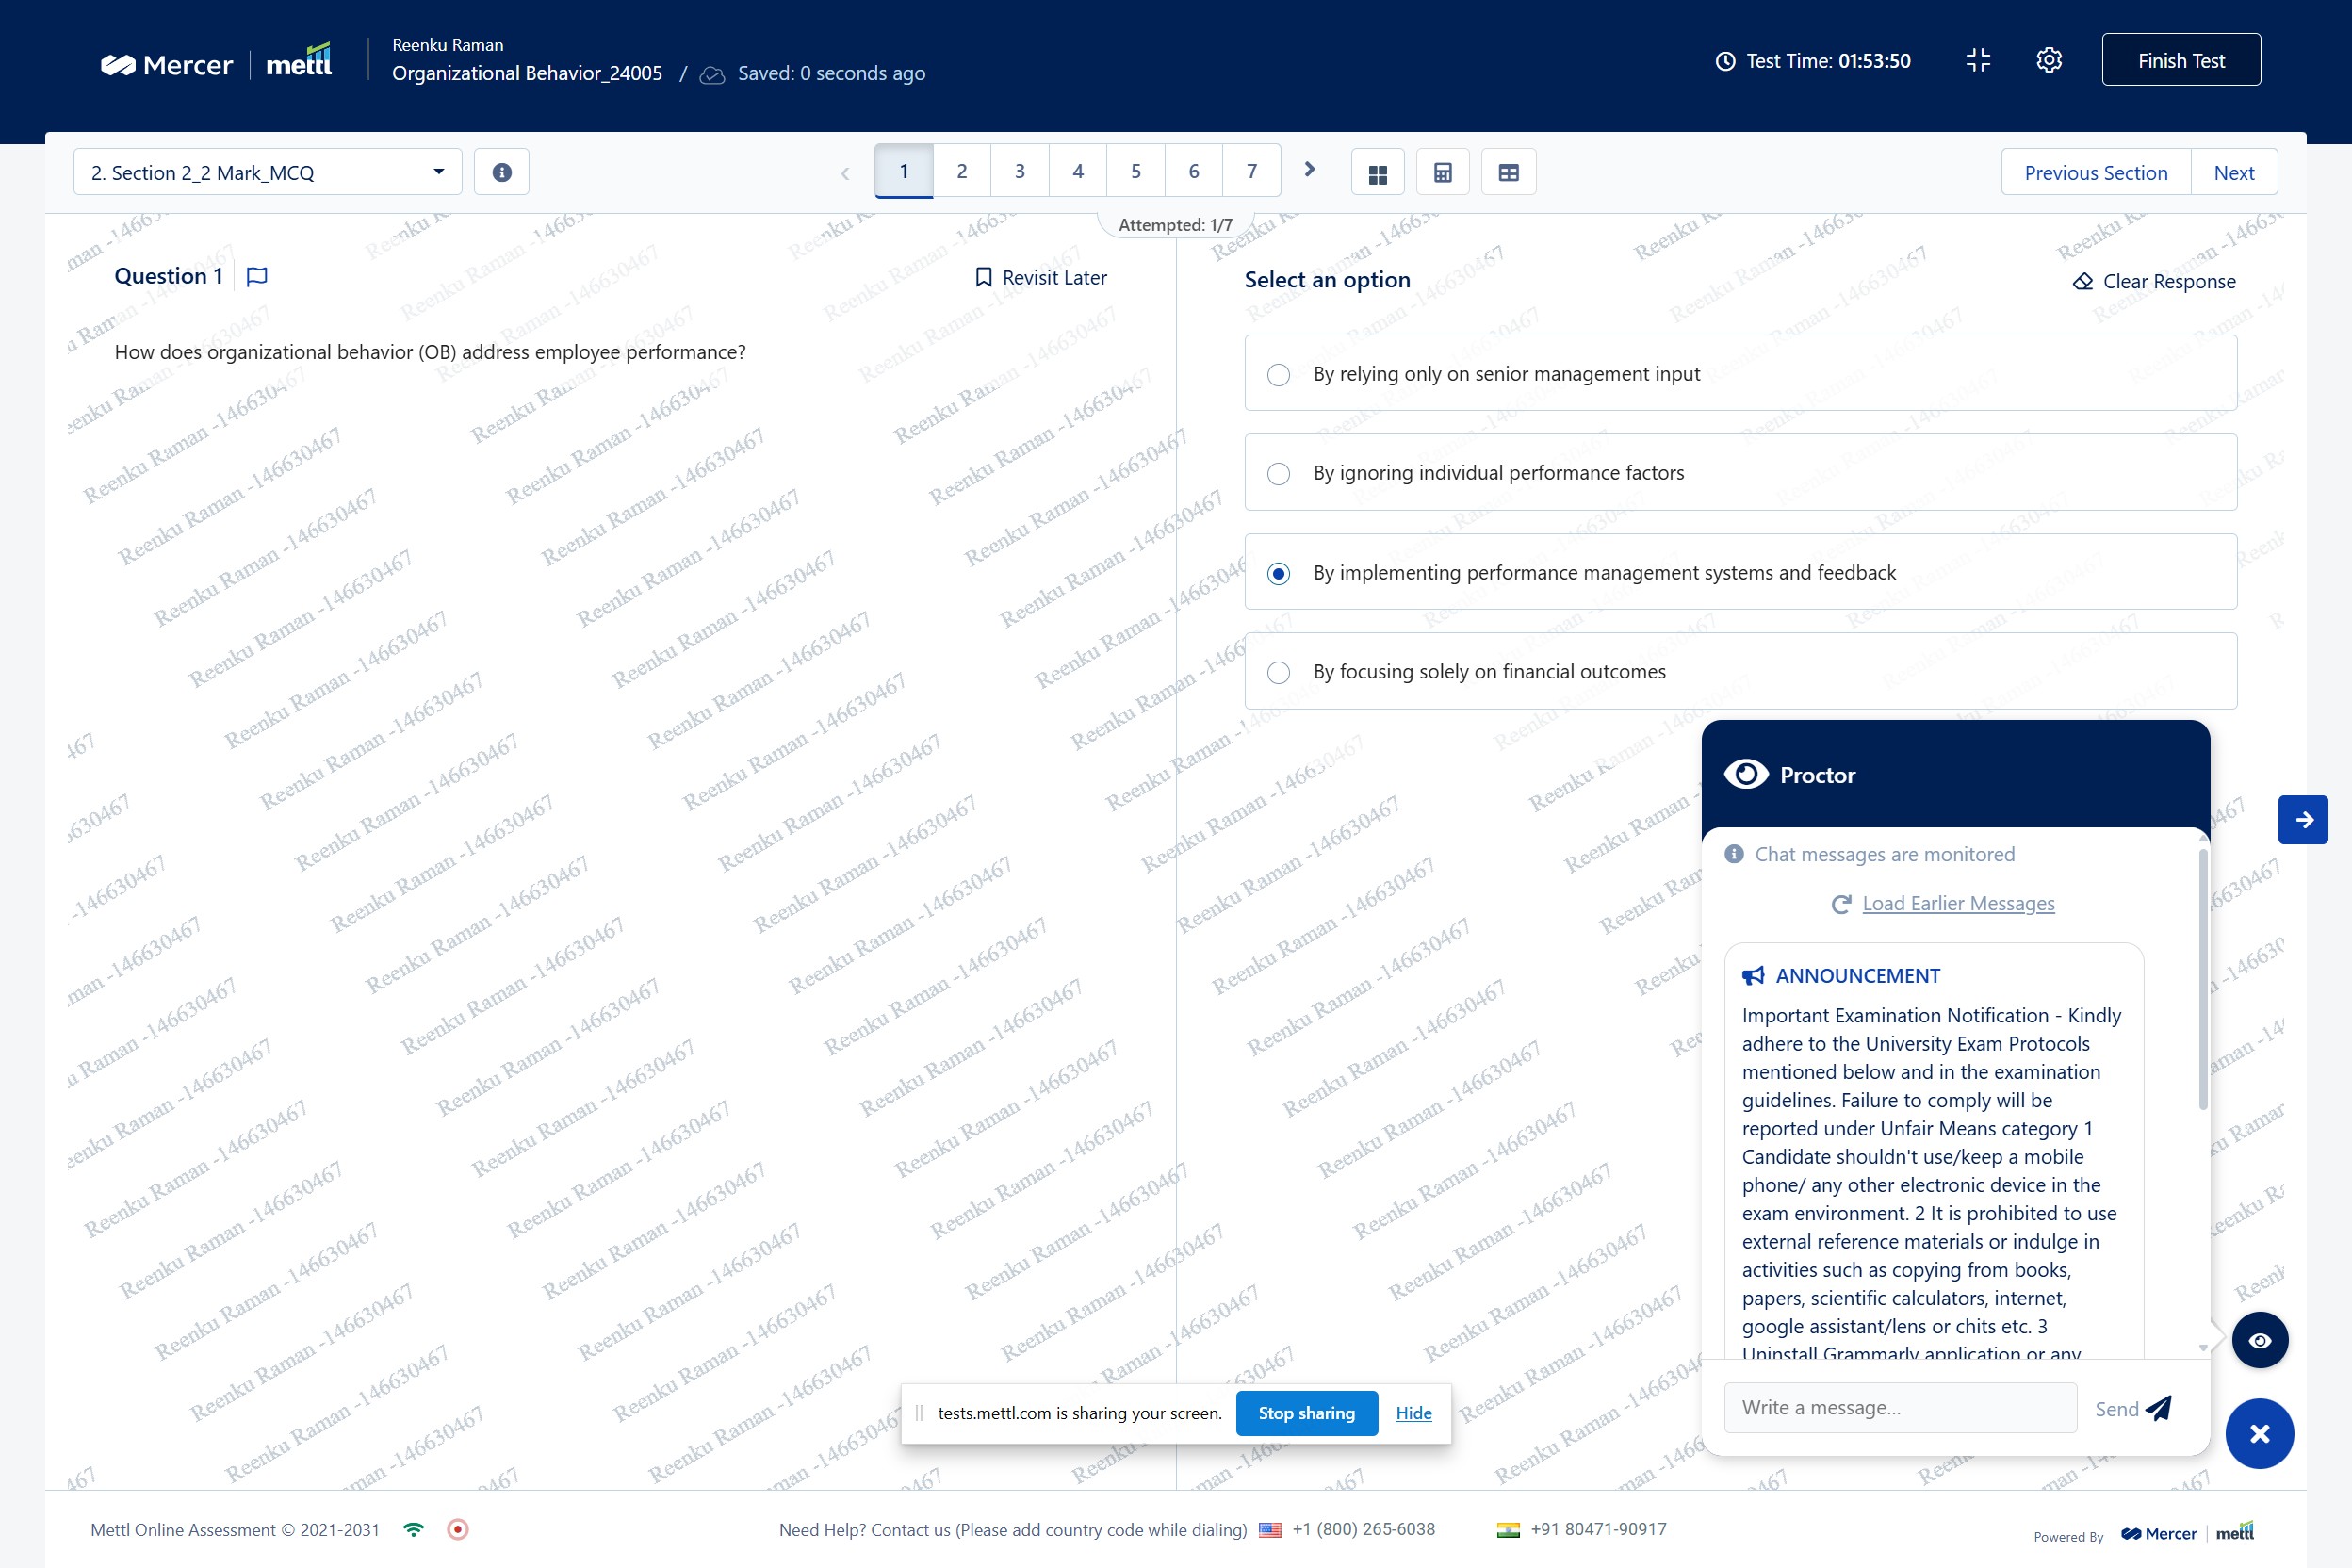 Mercer | mettl
Reenku Raman
Organizational Behavior_24005 / Saved: 0 seconds ago
Test Time: 01:53:50
Finish Test
2. Section 2_2 Mark_MCQ
1 2 3 4 5 6 7
Previous Section
Next
Attempted: 1/7
Question 1
Revisit Later
How does organizational behavior (OB) address employee performance?
Select an option
Clear Response
By relying only on senior management input
By ignoring individual performance factors
By implementing performance management systems and feedback
By focusing solely on financial outcomes
Reenku Raman -146630467
Proctor
Chat messages are monitored
Load Earlier Messages
ANNOUNCEMENT
Important Examination Notification - Kindly
adhere to the University Exam Protocols
mentioned below and in the examination
guidelines. Failure to comply will be
reported under Unfair Means category 1
Candidate shouldn't use/keep a mobile
phone/ any other electronic device in the
exam environment. 2 It is prohibited to use
external reference materials or indulge in
activities such as copying from books,
papers, scientific calculators, internet,
google assistant/lens or chits etc. 3
Uninstall Grammarly application or any
Write a message...
Send
tests.mettl.com is sharing your screen.
Stop sharing
Hide
Mettl Online Assessment © 2021-2031
Need Help? Contact us (Please add country code while dialing) +1 (800) 265-6038 +91 80471-90917
Powered By Mercer | mettl